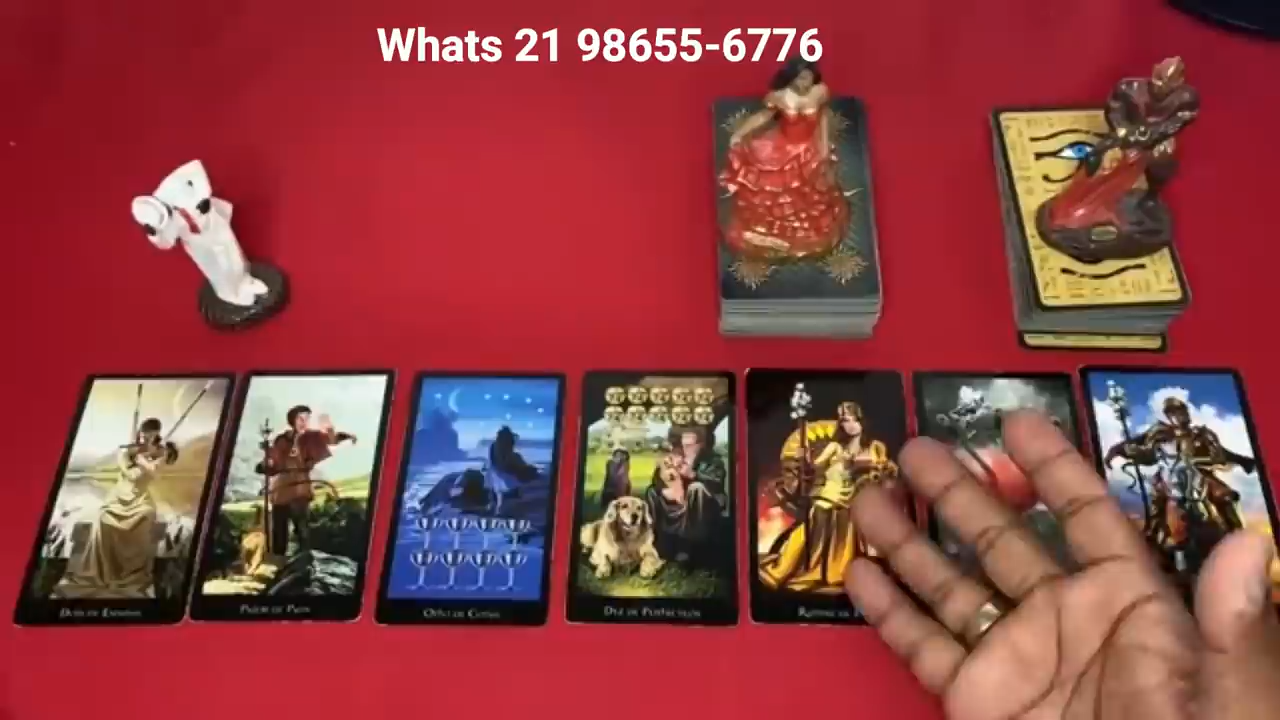 Whats 21 98655-6776
Dois de Espadas
Pajem de Paus
Oito de Copas
Dez de Pentáculos